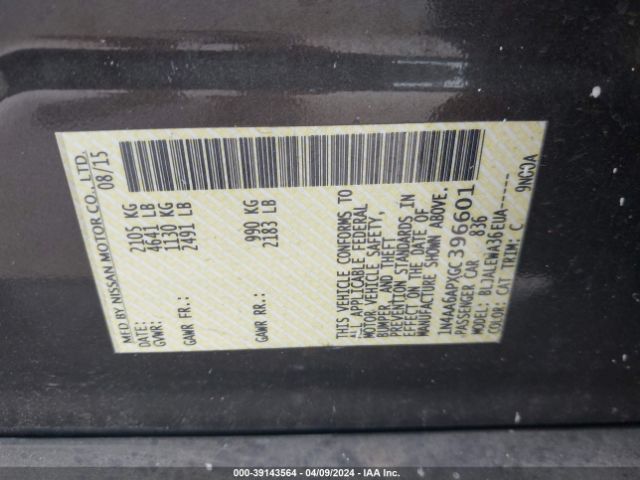 MFD BY NISSAN MOTOR CO., LTD.
DATE: 08/15
GVWR: 2105 KG
4641 LB
GAWR FR.: 1130 KG
2491 LB
GAWR RR.: 990 KG
2183 LB
THIS VEHICLE CONFORMS TO
ALL APPLICABLE FEDERAL
MOTOR VEHICLE SAFETY,
BUMPER, AND THEFT
PREVENTION STANDARDS IN
EFFECT ON THE DATE OF
MANUFACTURE SHOWN ABOVE.
1N4AA6APXGC396601
PASSENGER CAR 836
MODEL: BLJALEWA36EUA-----
COLOR: CAT TRIM: C 9NC0A
000-39143564 | 04/09/2024 | IAA Inc.